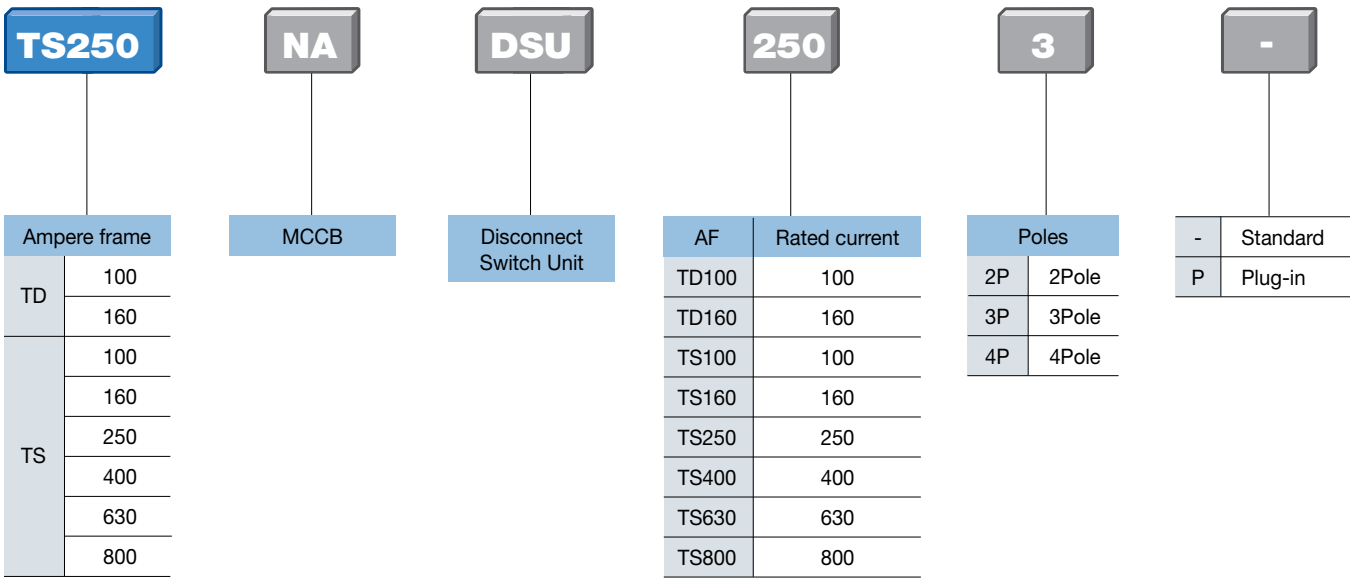 TS250 NA DSU 250 3 -
Ampere frame
TD 100
160
TS 100
160
250
400
630
800
MCCB
Disconnect
Switch Unit
AF Rated current
TD100 100
TD160 160
TS100 100
TS160 160
TS250 250
TS400 400
TS630 630
TS800 800
Poles
2P 2Pole
3P 3Pole
4P 4Pole
- Standard
P Plug-in